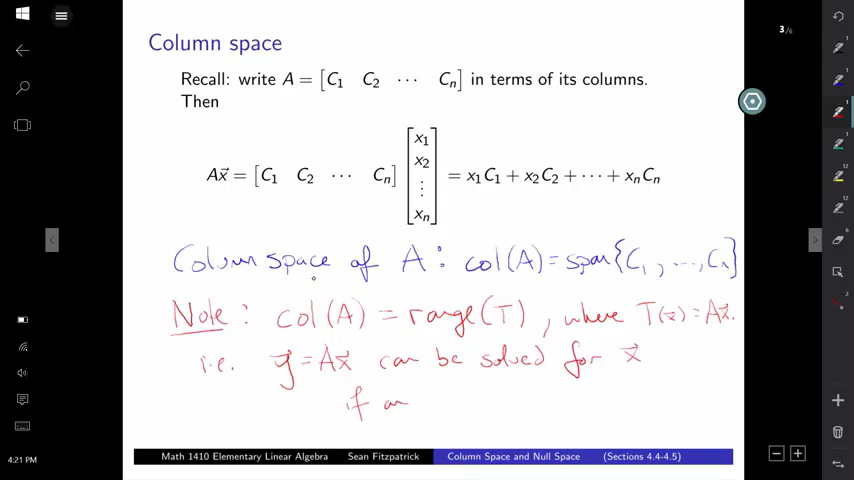 3/6
Column space
Recall: write A = [C₁ C₂ ⋯ Cₙ] in terms of its columns.
Then
Ax⃗ = [C₁ C₂ ⋯ Cₙ] [x₁ x₂ ⋮ xₙ] = x₁C₁ + x₂C₂ + ⋯ + xₙCₙ
Column space of A : col(A) = span{C₁, ..., Cₙ}
Note : col(A) = range(T), where T(x⃗) = Ax⃗.
i.e. y⃗ = Ax⃗ can be solved for x⃗
if an
Math 1410 Elementary Linear Algebra Sean Fitzpatrick Column Space and Null Space (Sections 4.4-4.5)
4:21 PM